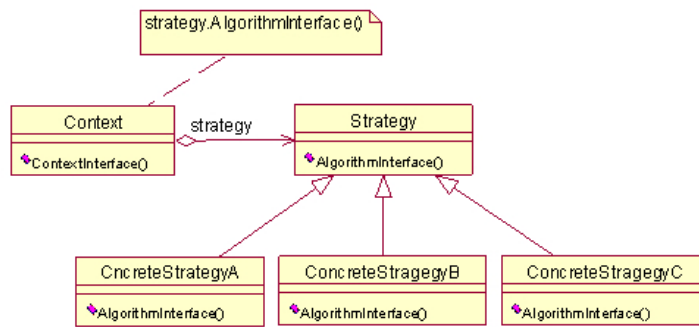 strategy.AlgorithmInterface()
Context
strategy
Strategy
ContextInterface()
AlgorithmInterface()
CncreteStrategyA
ConcreteStragegyB
ConcreteStragegyC
AlgorithmInterface()
AlgorithmInterface()
AlgorithmInterface()